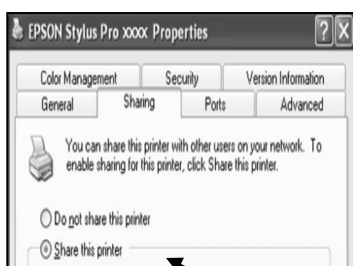 EPSON Stylus Pro xxxx Properties
Color Management Security Version Information
General Sharing Ports Advanced
You can share this printer with other users on your network. To
enable sharing for this printer, click Share this printer.
Do not share this printer
Share this printer